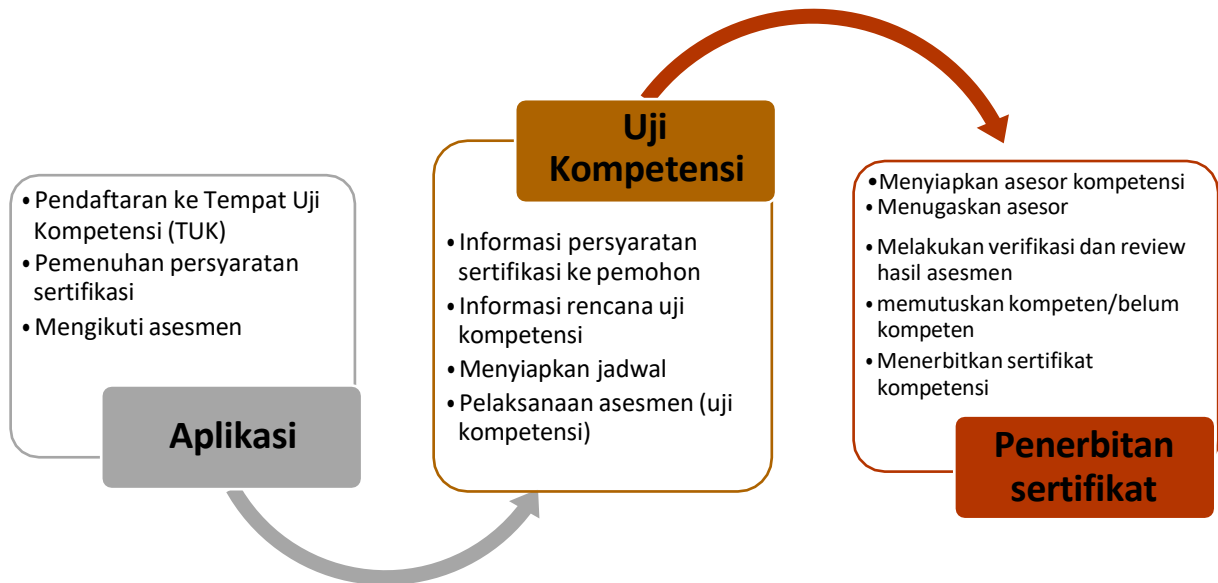 • Pendaftaran ke Tempat Uji
Kompetensi (TUK)
• Pemenuhan persyaratan
sertifikasi
• Mengikuti asesmen
Aplikasi
Uji
Kompetensi
• Informasi persyaratan
sertifikasi ke pemohon
• Informasi rencana uji
kompetensi
• Menyiapkan jadwal
• Pelaksanaan asesmen (uji
kompetensi)
• Menyiapkan asesor kompetensi
• Menugaskan asesor
• Melakukan verifikasi dan review
hasil asesmen
• memutuskan kompeten/belum
kompeten
• Menerbitkan sertifikat
kompetensi
Penerbitan
sertifikat